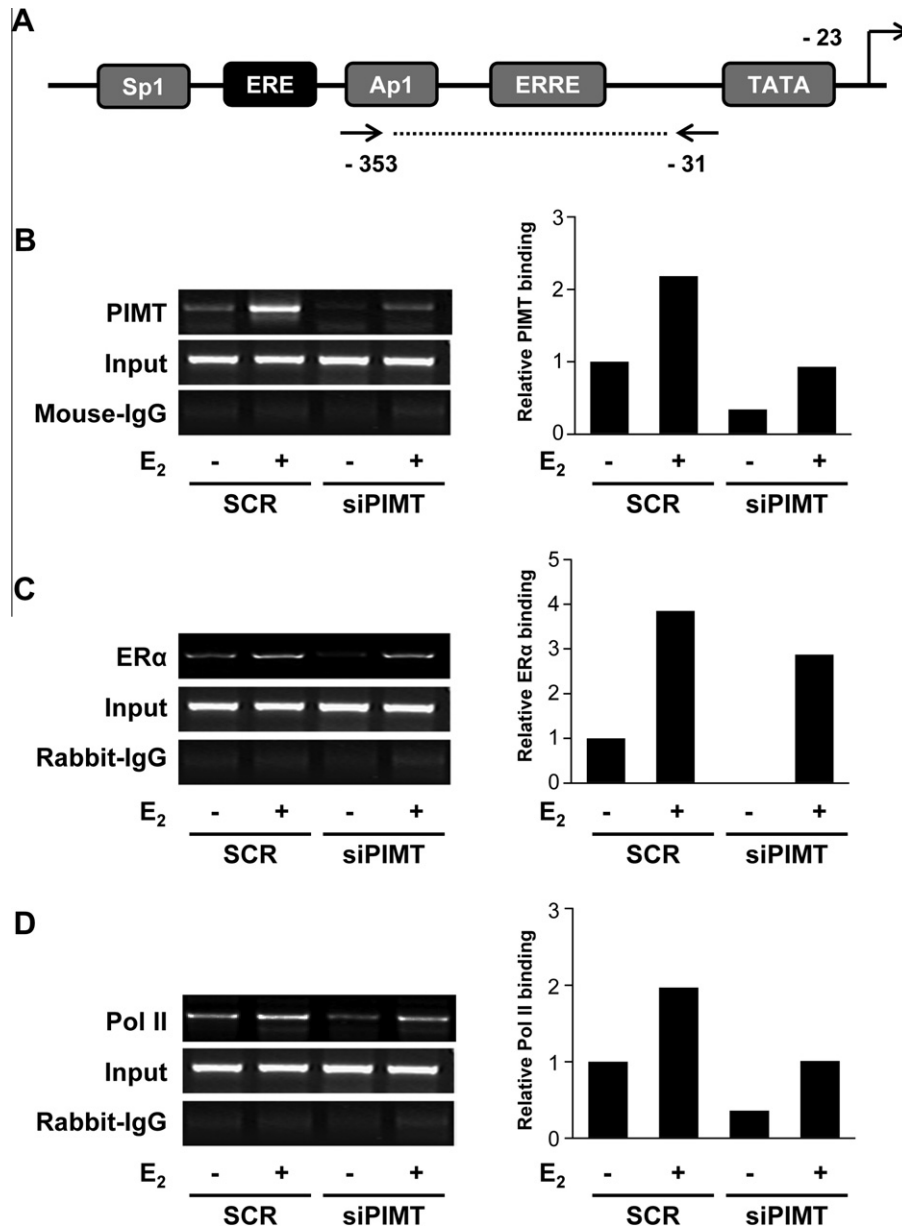 A
- 23
Sp1 ERE Ap1 ERRE TATA
- 353 - 31
B
PIMT
Input
Mouse-IgG
E2 - + - +
SCR siPIMT
Relative PIMT binding
3
2
1
0
E2 - + - +
SCR siPIMT
C
ERα
Input
Rabbit-IgG
E2 - + - +
SCR siPIMT
Relative ERα binding
5
4
3
2
1
0
E2 - + - +
SCR siPIMT
D
Pol II
Input
Rabbit-IgG
E2 - + - +
SCR siPIMT
Relative Pol II binding
3
2
1
0
E2 - + - +
SCR siPIMT